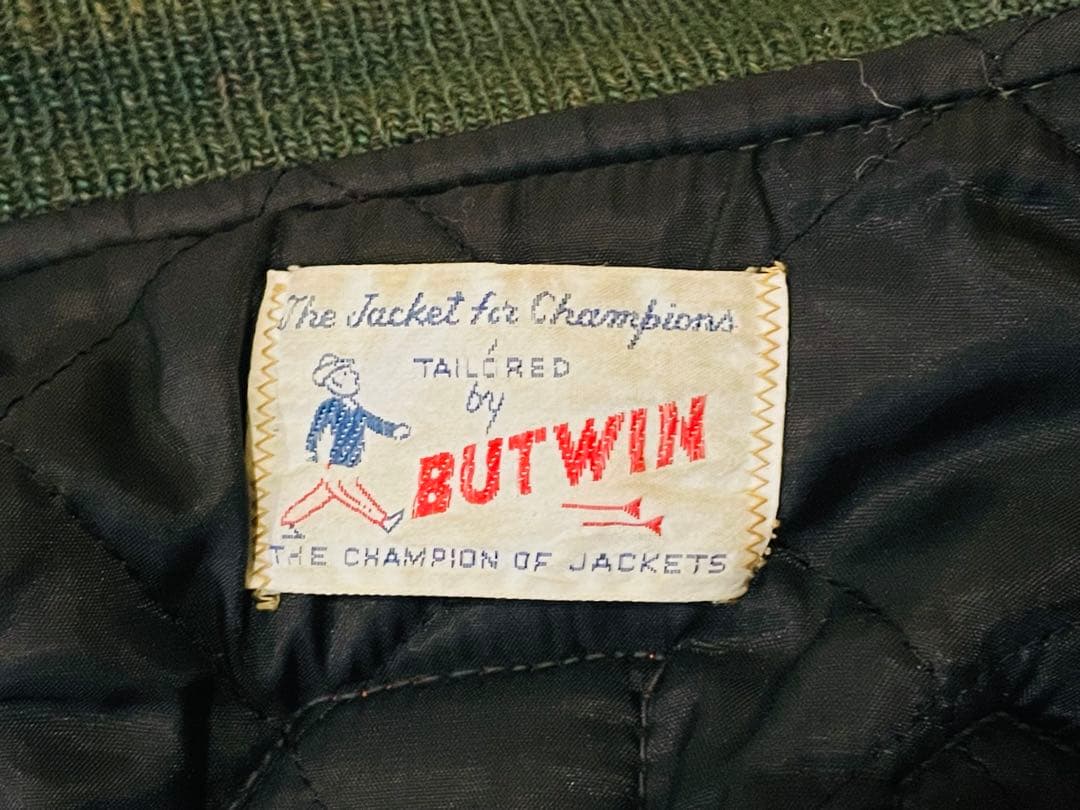 The Jacket for Champions
TAILORED
by
BUTWIN
THE CHAMPION OF JACKETS